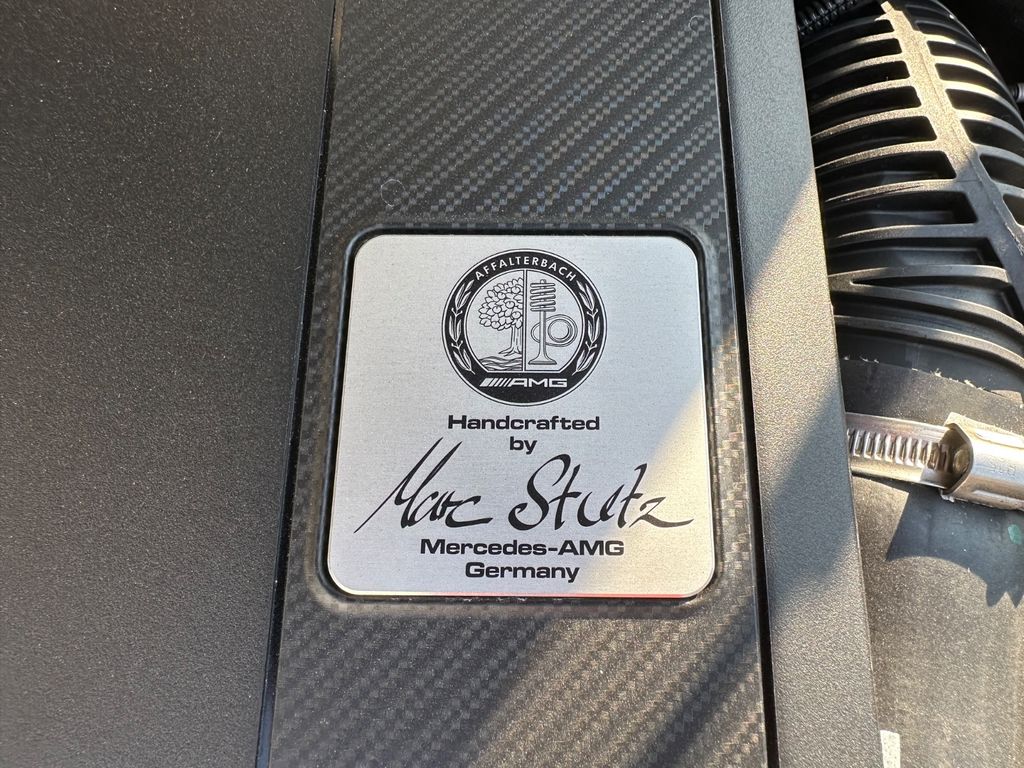 AFFALTERBACH
AMG
Handcrafted
by
Marc Stutz
Mercedes-AMG
Germany